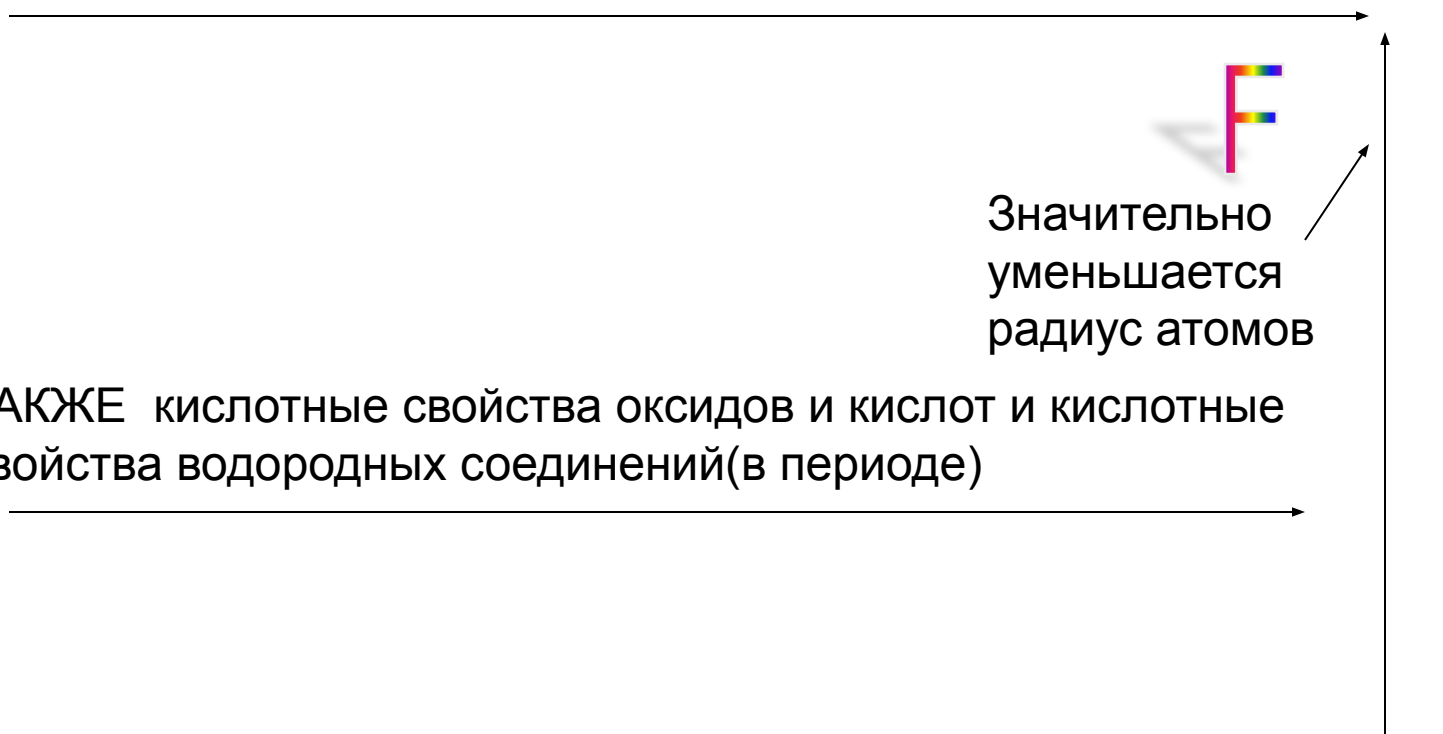 F
Значительно
уменьшается
радиус атомов
АКЖЕ кислотные свойства оксидов и кислот и кислотные
войства водородных соединений(в периоде)